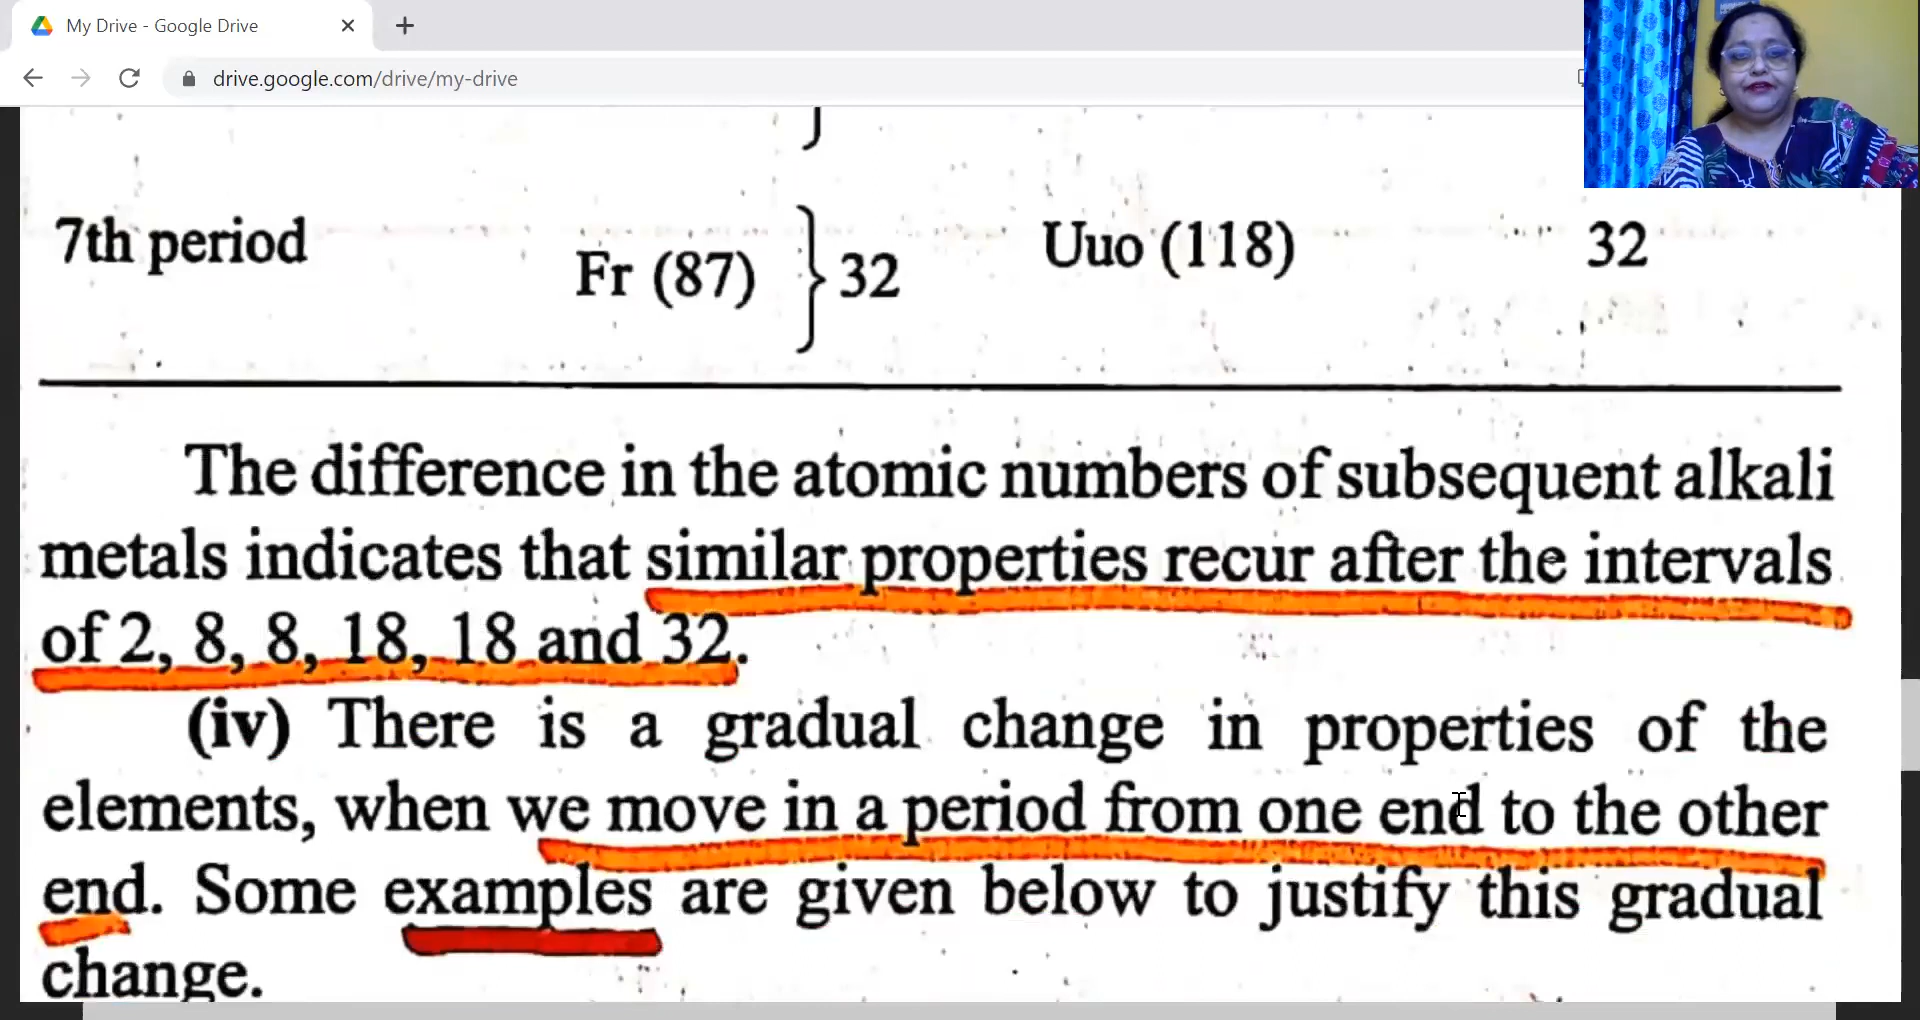 My Drive - Google Drive
drive.google.com/drive/my-drive
7th period Fr (87) } 32 Uuo (118) 32
The difference in the atomic numbers of subsequent alkali
metals indicates that similar properties recur after the intervals
of 2, 8, 8, 18, 18 and 32.
(iv) There is a gradual change in properties of the
elements, when we move in a period from one end to the other
end. Some examples are given below to justify this gradual
change.